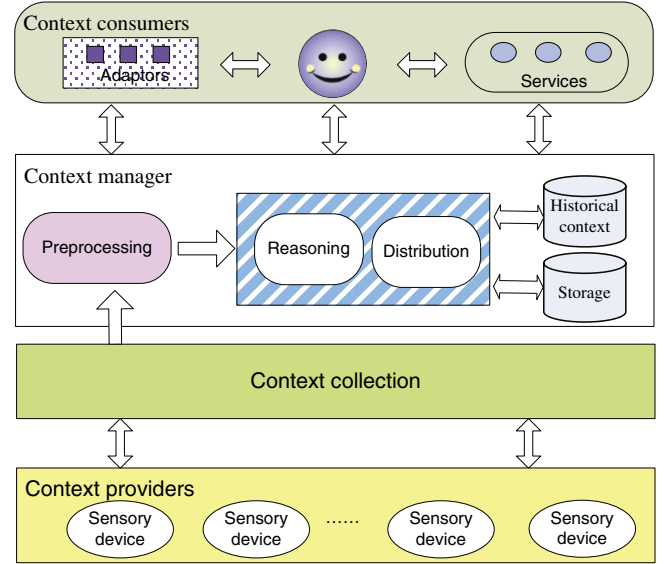 Context consumers
Adaptors
Services
Context manager
Preprocessing
Reasoning
Distribution
Historical
context
Storage
Context collection
Context providers
Sensory
device
Sensory
device
......
Sensory
device
Sensory
device